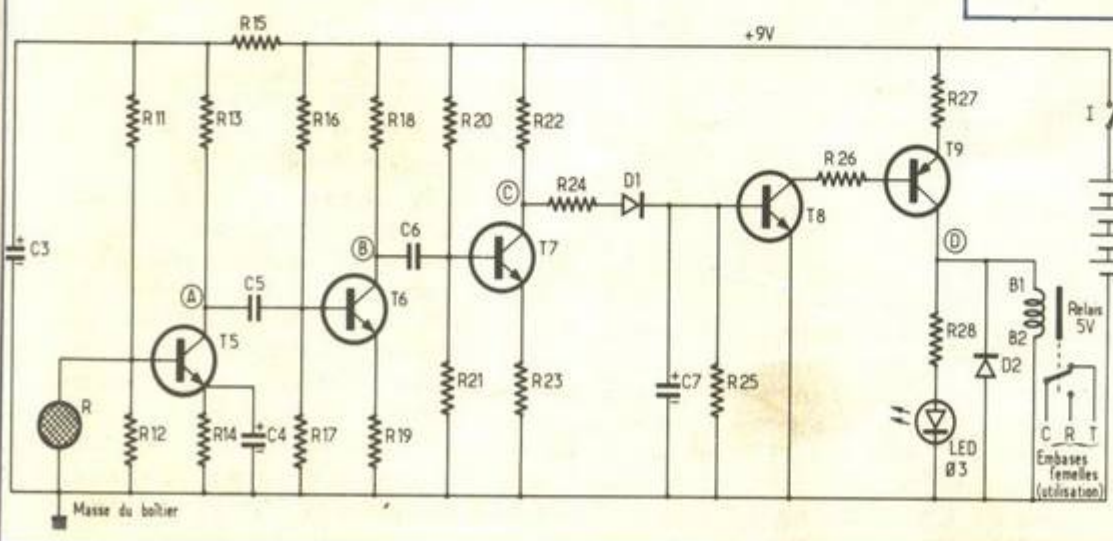 R15
+9V
R11
R13
R16
R18
R20
R22
R27
I
T9
R 26
C
R24
D1
T8
C3
B
C6
T7
D
C5
A
T6
B1
Relais
5V
B2
T5
R28
D2
R21
R23
C7
R25
R
R12
R14
C4
R17
R19
LED
Ø3
C R T
Embases
femelles
(utilisation)
Masse du boîtier